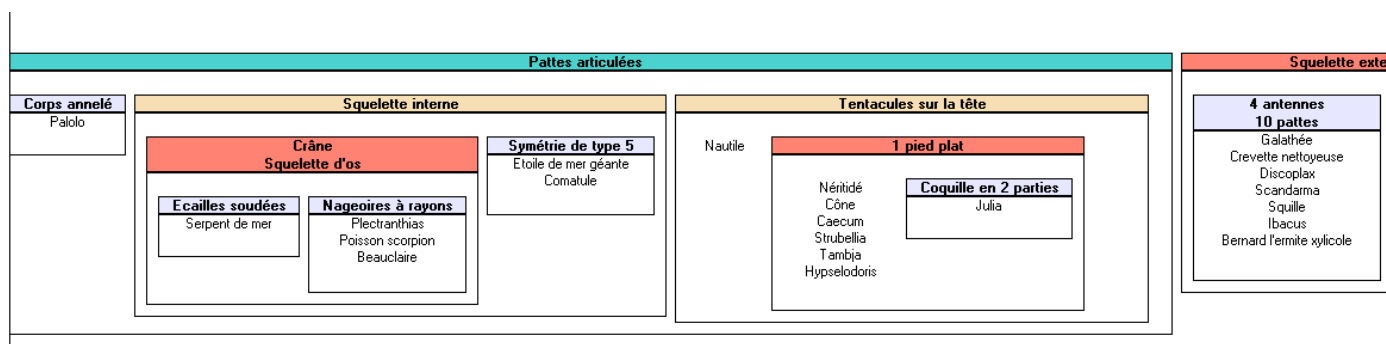 Pattes articulées
Squelette exte
Corps annelé
Palolo
Squelette interne
Crâne
Squelette d'os
Ecailles soudées
Serpent de mer
Nageoires à rayons
Plectranthias
Poisson scorpion
Beauclaire
Symétrie de type 5
Etoile de mer géante
Comatule
Tentacules sur la tête
Nautile
1 pied plat
Néritidé
Cône
Caecum
Strubellia
Tambja
Hypselodoris
Coquille en 2 parties
Julia
4 antennes
10 pattes
Galathée
Crevette nettoyeuse
Discoplax
Scandarma
Squille
Ibacus
Bernard l'ermite xylicole